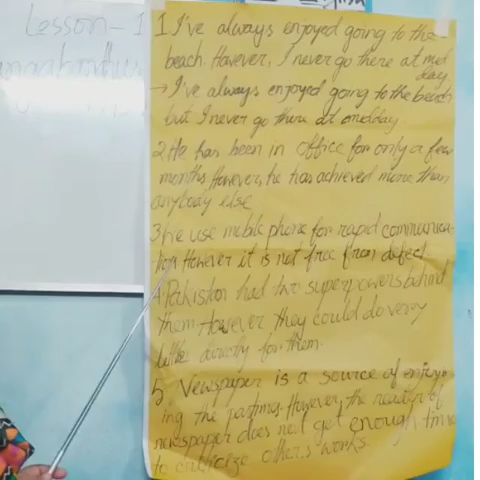 Lesson-1
1 I've always enjoyed going to the
beach. However, I never go there at mid
day.
→ I've always enjoyed going to the beach
but I never go there at midday.
2. He has been in office for only a few
months. However, he has achieved more than
anybody else
3. We use mobile phone for rapid communica-
tion However it is not free from defect.
4. Pakistan had two superpowers behind
them. However they could do very
little directly for them.
5 Newspaper is a source of enjoy
ing the pastime. However, the reader of
newspaper does not get enough time
to criticize others works.